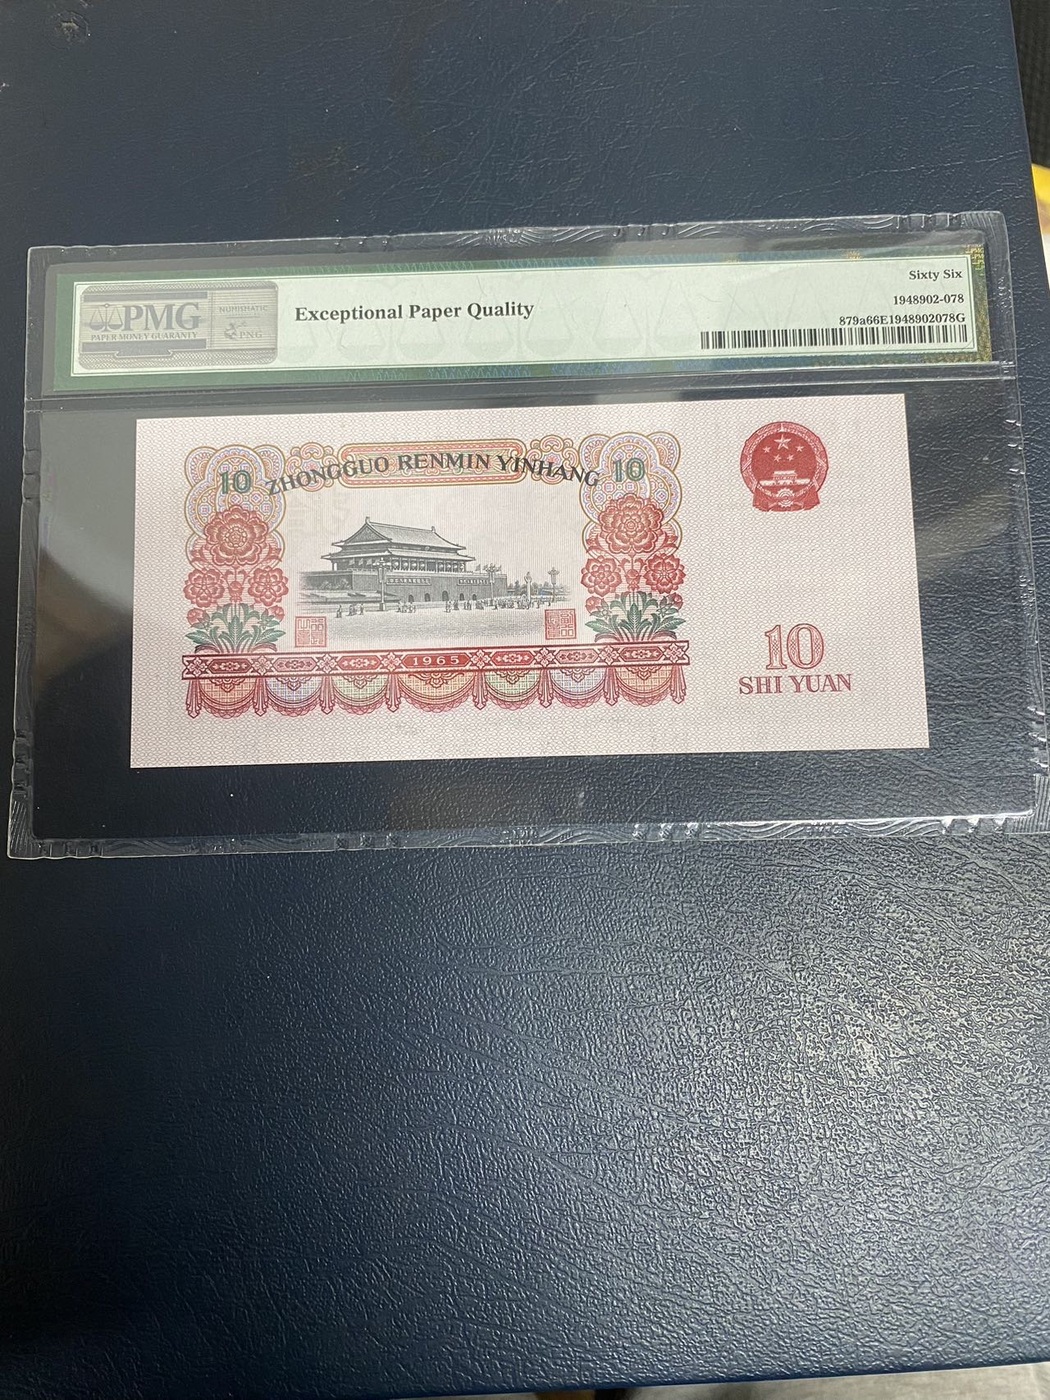 PMG
PAPER MONEY GUARANTY
NUMISMATIC
PNG
Exceptional Paper Quality
Sixty Six
1948902-078
879a66E1948902078G
10 ZHONGGUO RENMIN YINHANG 10
1965
10
SHI YUAN